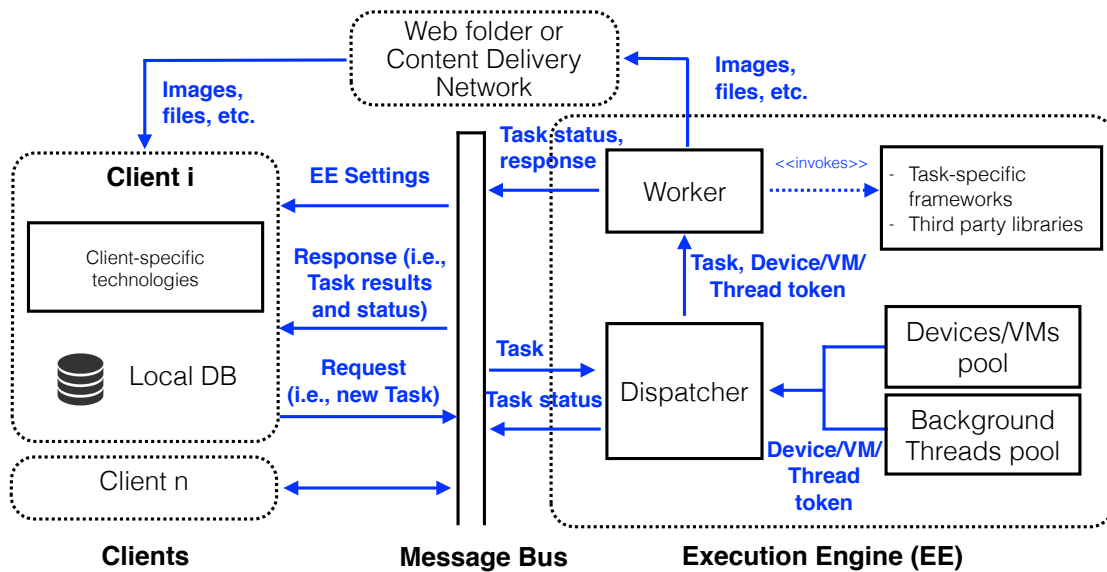 Web folder or
Content Delivery
Network
Images,
files, etc.
Images,
files, etc.
Client i
Client-specific
technologies
Local DB
Client n
EE Settings
Response (i.e.,
Task results
and status)
Request
(i.e., new Task)
Task status,
response
Worker
<<invokes>>
- Task-specific
frameworks
- Third party libraries
Task, Device/VM/
Thread token
Task
Task status
Dispatcher
Devices/VMs
pool
Background
Threads pool
Device/VM/
Thread
token
Clients
Message Bus
Execution Engine (EE)